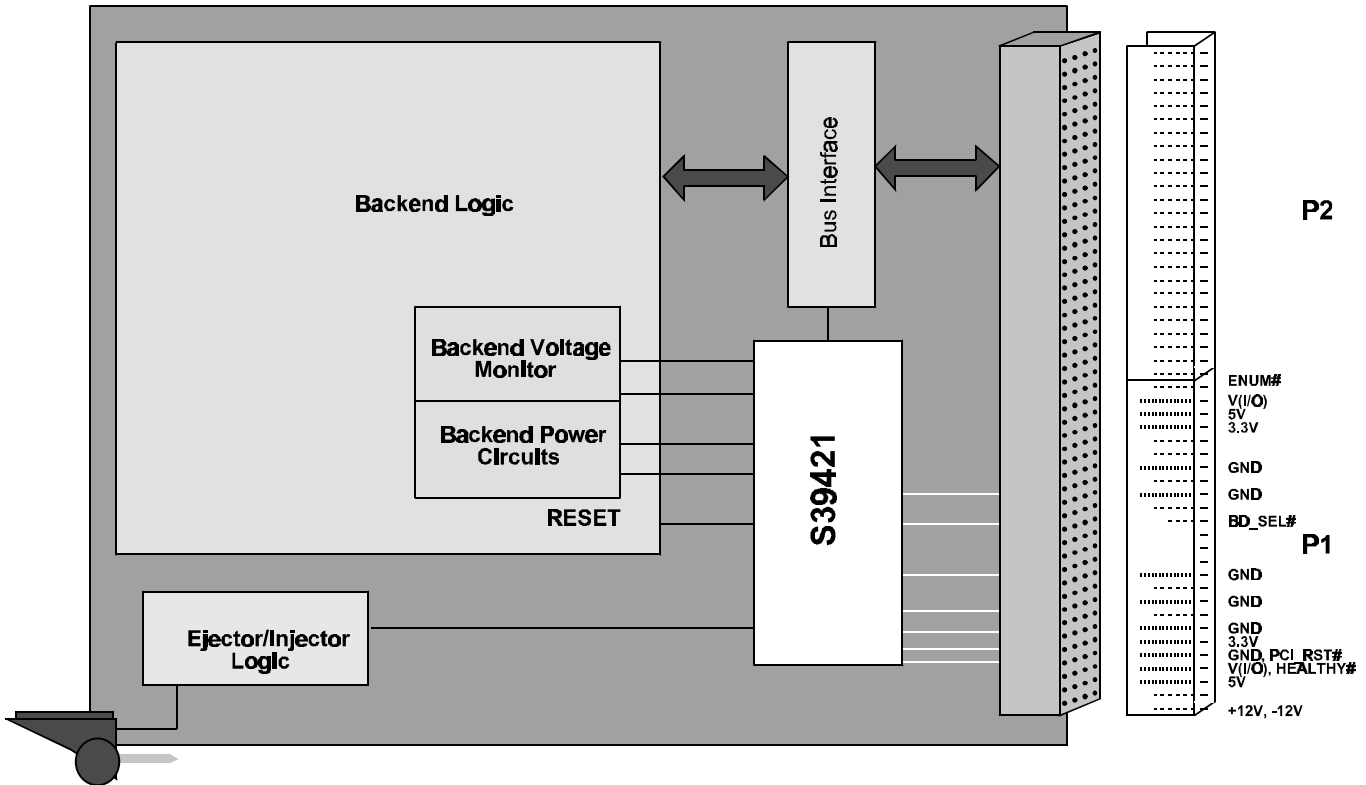 Backend Logic
Bus Interface
P2
Backend Voltage
Monitor
Backend Power
Circuits
RESET
S39421
Ejector/Injector
Logic
ENUM#
V(I/O)
5V
3.3V
GND
GND
BD_SEL#
P1
GND
GND
GND
3.3V
GND, PCI_RST#
V(I/O), HEALTHY#
5V
+12V, -12V